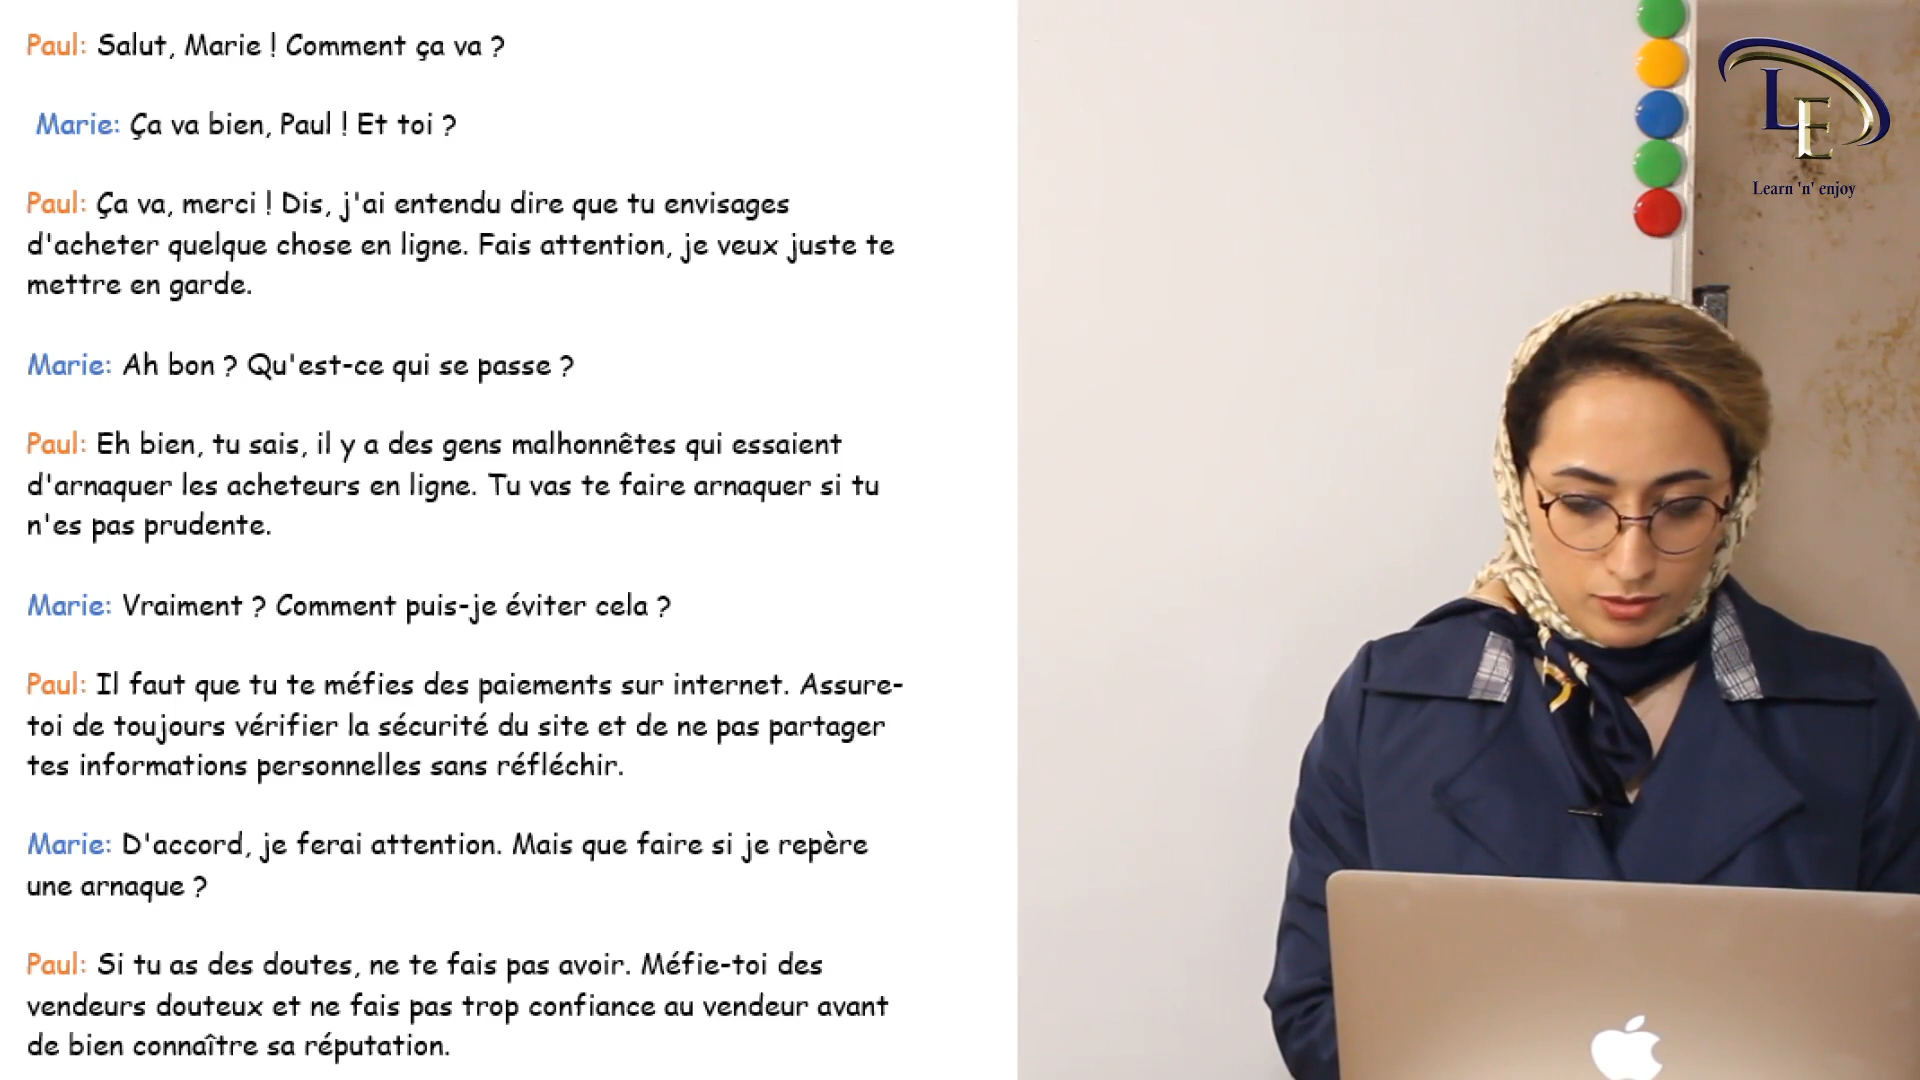 Paul: Salut, Marie ! Comment ça va ?
Marie: Ça va bien, Paul ! Et toi ?
Paul: Ça va, merci ! Dis, j'ai entendu dire que tu envisages
d'acheter quelque chose en ligne. Fais attention, je veux juste te
mettre en garde.
Marie: Ah bon ? Qu'est-ce qui se passe ?
Paul: Eh bien, tu sais, il y a des gens malhonnêtes qui essaient
d'arnaquer les acheteurs en ligne. Tu vas te faire arnaquer si tu
n'es pas prudente.
Marie: Vraiment ? Comment puis-je éviter cela ?
Paul: Il faut que tu te méfies des paiements sur internet. Assure-
toi de toujours vérifier la sécurité du site et de ne pas partager
tes informations personnelles sans réfléchir.
Marie: D'accord, je ferai attention. Mais que faire si je repère
une arnaque ?
Paul: Si tu as des doutes, ne te fais pas avoir. Méfie-toi des
vendeurs douteux et ne fais pas trop confiance au vendeur avant
de bien connaître sa réputation.
LE
Learn 'n' enjoy